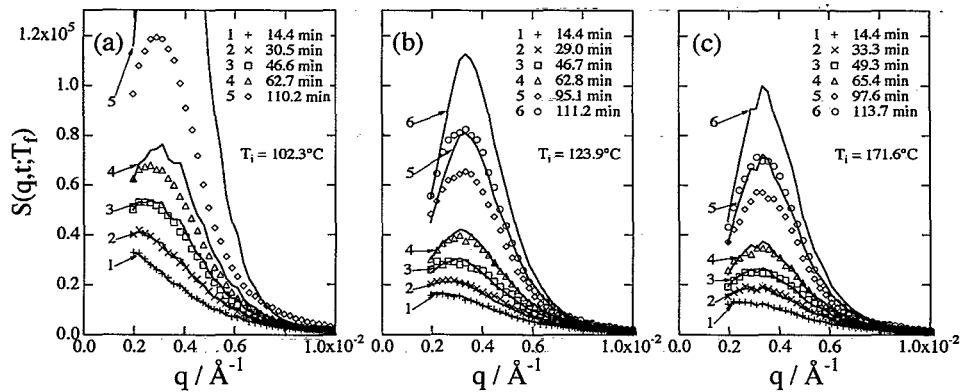 S(q,t;T_f)
1.2x10^5
1.0
0.8
0.6
0.4
0.2
0.0
(a)
1 + 14.4 min
2 × 30.5 min
3 □ 46.6 min
4 △ 62.7 min
5 ◇ 110.2 min
T_i = 102.3°C
5
4
3
2
1
0.0 0.2 0.4 0.6 1.0x10^-2
q / Å^-1
(b)
1 + 14.4 min
2 × 29.0 min
3 □ 46.7 min
4 △ 62.8 min
5 ◇ 95.1 min
6 ○ 111.2 min
T_i = 123.9°C
6
5
4
3
2
1
0.0 0.2 0.4 0.6 1.0x10^-2
q / Å^-1
(c)
1 + 14.4 min
2 × 33.3 min
3 □ 49.3 min
4 △ 65.4 min
5 ◇ 97.6 min
6 ○ 113.7 min
T_i = 171.6°C
6
5
4
3
2
1
0.0 0.2 0.4 0.6 1.0x10^-2
q / Å^-1